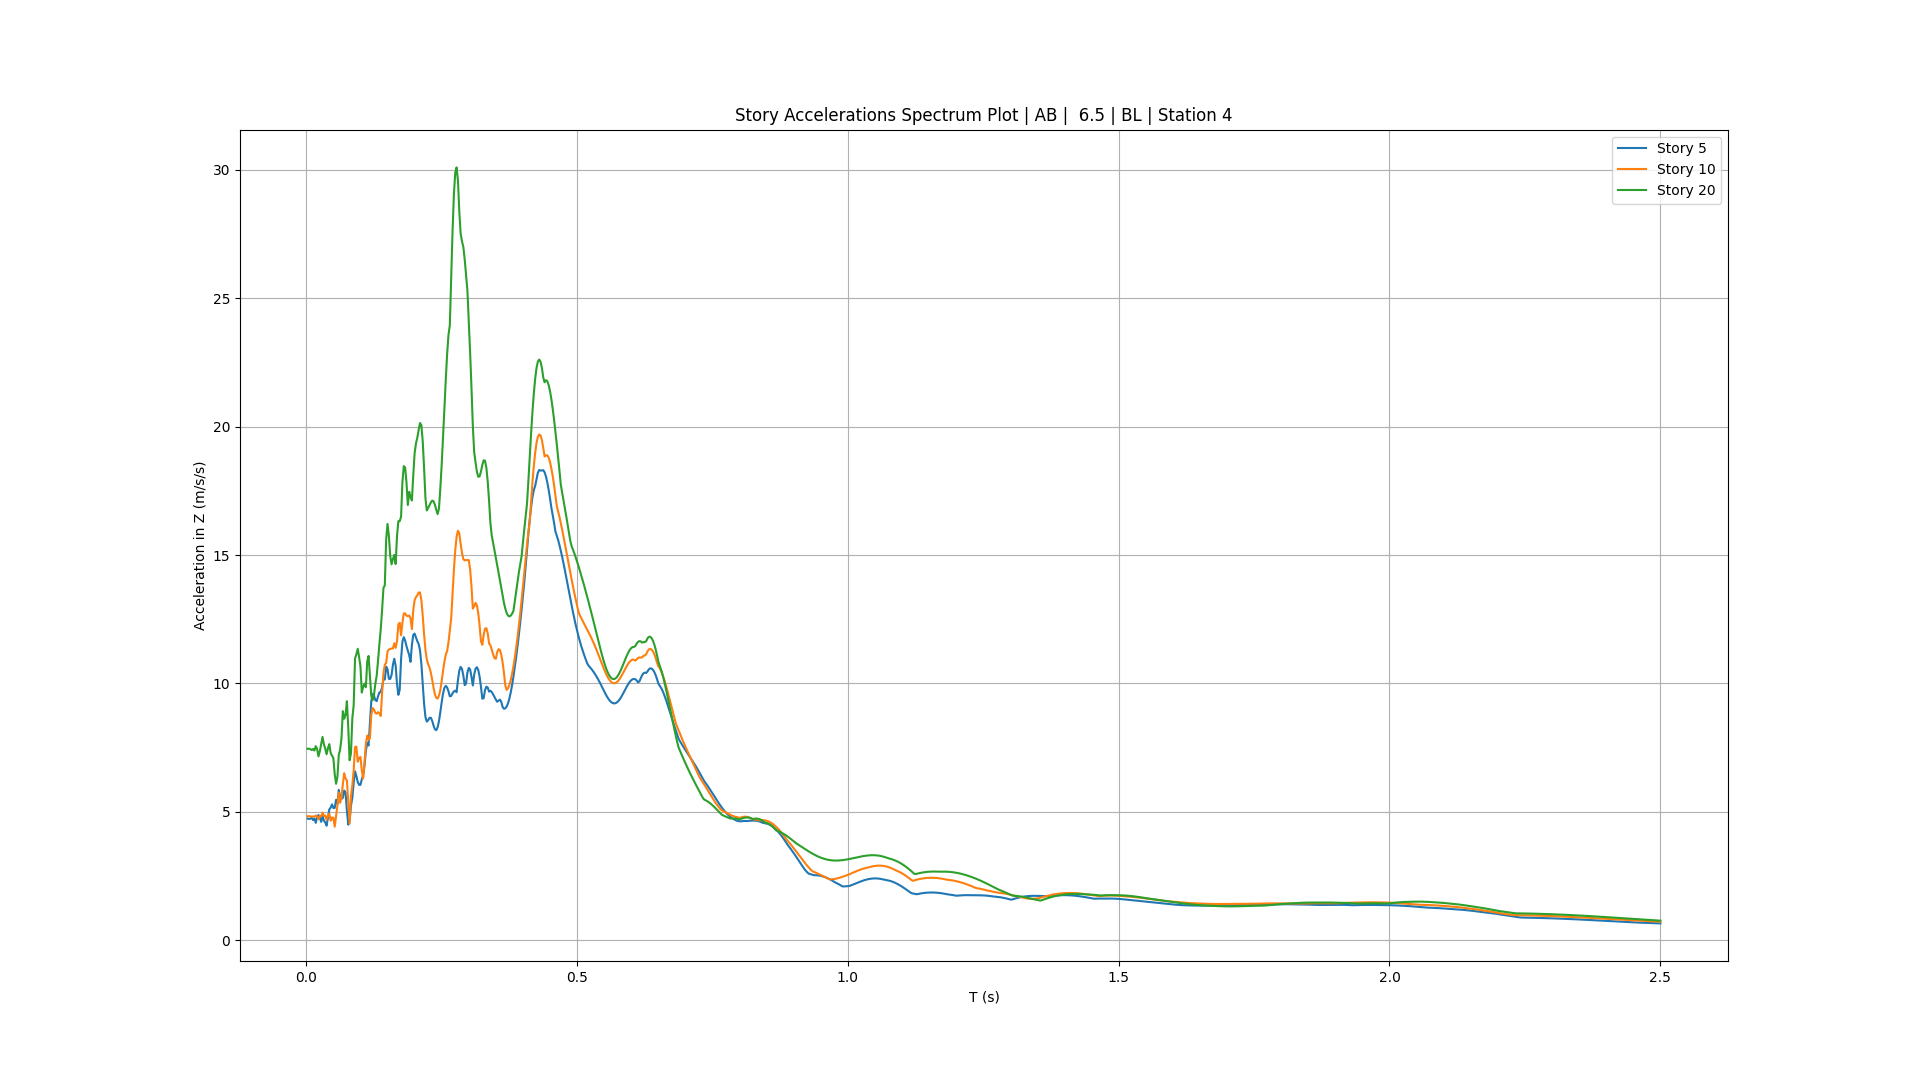 Story Accelerations Spectrum Plot | AB |  6.5 | BL | Station 4
Story 5
Story 10
Story 20
30
25
20
15
10
5
0
Acceleration in Z (m/s/s)
0.0 0.5 1.0 1.5 2.0 2.5
T (s)